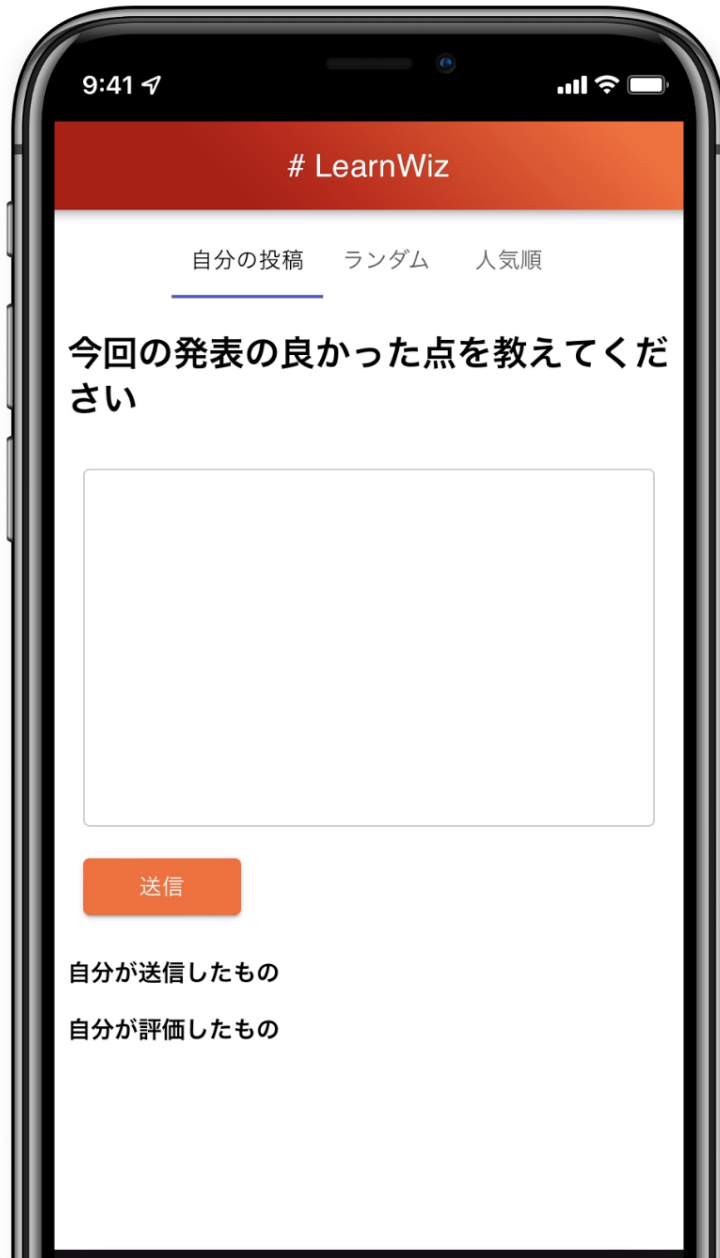 9:41
# LearnWiz
自分の投稿 ランダム 人気順
今回の発表の良かった点を教えてくだ
さい
送信
自分が送信したもの
自分が評価したもの